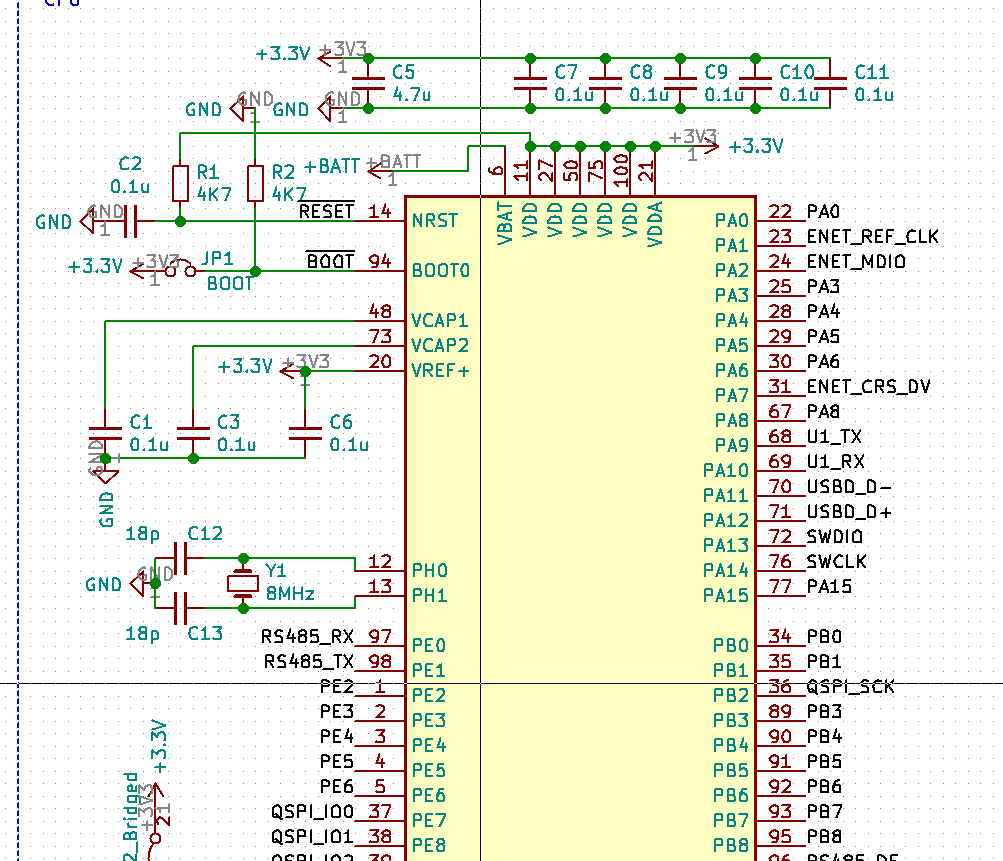 CPU
+3.3V +3V3 1 C5 4.7u C7 0.1u C8 0.1u C9 0.1u C10 0.1u C11 0.1u
GND GND 1 GND GND 1
+BATT +BATT 1
+3V3 1 +3.3V
C2 0.1u
R1 4K7
R2 4K7
GND GND 1
+3.3V +3V3 1 JP1 BOOT
6 11 27 50 75 100 21
VBAT VDD VDD VDD VDD VDD VDDA
RESET 14 NRST
BOOT 94 BOOT0
48 VCAP1
73 VCAP2
+3.3V +3V3 1 20 VREF+
C1 0.1u
C3 0.1u
C6 0.1u
GND 1
GND
18p C12
GND GND 1
Y1 8MHz
18p C13
12 PH0
13 PH1
RS485_RX 97 PE0
RS485_TX 98 PE1
PE2 1 PE2
PE3 2 PE3
PE4 3 PE4
PE5 4 PE5
PE6 5 PE6
QSPI_IO0 37 PE7
QSPI_IO1 38 PE8
QSPI_IO2 39
+3.3V
+3V3 1
2
2_Bridged
PA0 22 PA0
PA1 23 ENET_REF_CLK
PA2 24 ENET_MDIO
PA3 25 PA3
PA4 28 PA4
PA5 29 PA5
PA6 30 PA6
PA7 31 ENET_CRS_DV
PA8 67 PA8
PA9 68 U1_TX
PA10 69 U1_RX
PA11 70 USBD_D-
PA12 71 USBD_D+
PA13 72 SWDIO
PA14 76 SWCLK
PA15 77 PA15
PB0 34 PB0
PB1 35 PB1
PB2 36 QSPI_SCK
PB3 89 PB3
PB4 90 PB4
PB5 91 PB5
PB6 92 PB6
PB7 93 PB7
PB8 95 PB8
96 RS485_DE